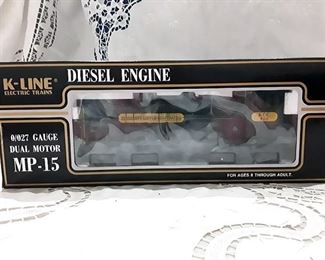 K-LINE®
ELECTRIC TRAINS
DIESEL ENGINE
0/027 GAUGE
DUAL MOTOR
MP-15
FOR AGES 8 THROUGH ADULT.